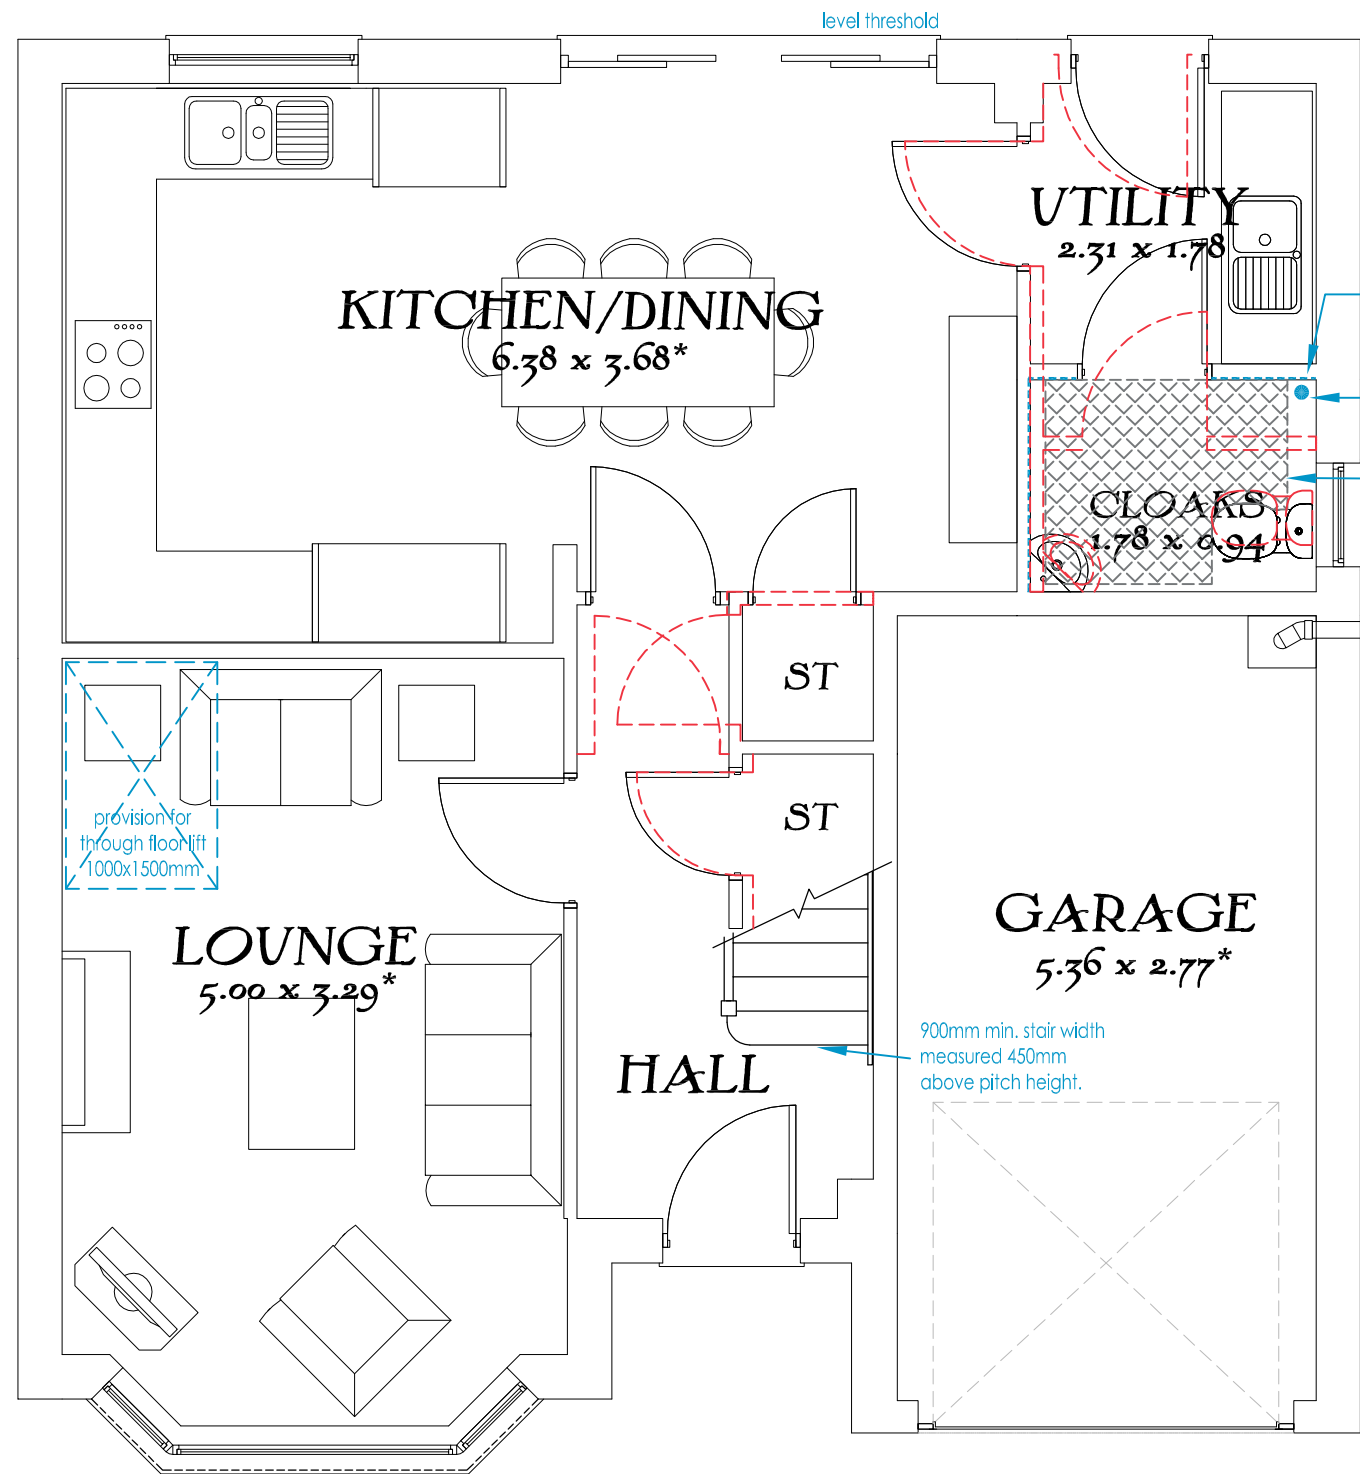 level threshold
UTILITY
2.31 x 1.78
KITCHEN/DINING
6.38 x 3.68*
CLOAKS
1.78 x 0.94
ST
ST
provision for
through floor lift
1000x1500mm
LOUNGE
5.00 x 3.29*
GARAGE
5.36 x 2.77*
900mm min. stair width
measured 450mm
above pitch height.
HALL